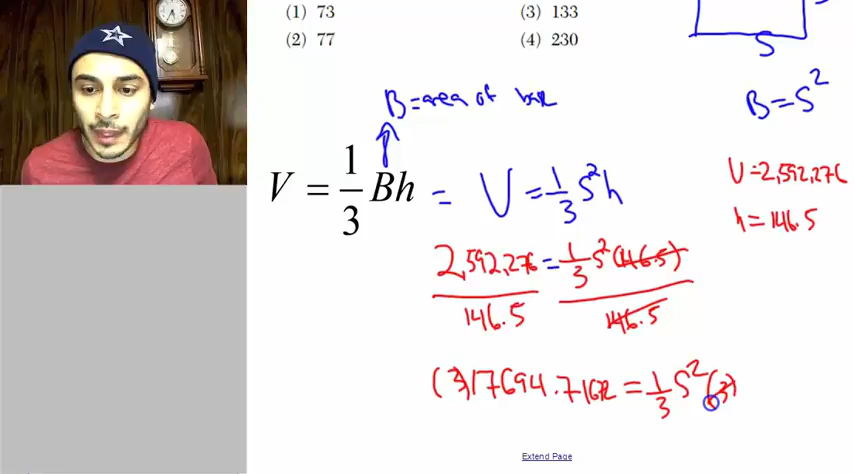 (1) 73
(3) 133
(2) 77
(4) 230
S
B = area of base
B = S²
V = 1/3 Bh = V = 1/3 S²h
V = 2,592,276
h = 146.5
2,592,276 = 1/3 S² (146.5)
146.5 146.5
(3) 17694.7167 = 1/3 S² (3)
Extend Page